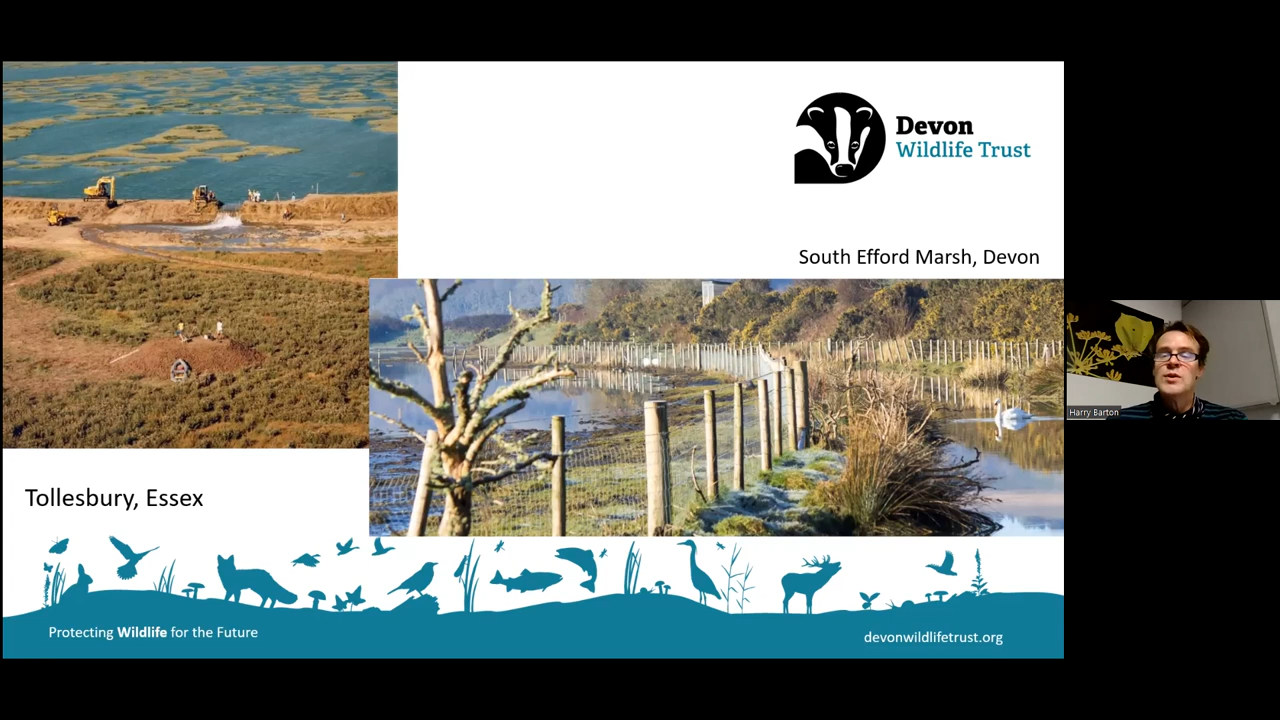 Devon
Wildlife Trust
South Efford Marsh, Devon
Harry Barton
Tollesbury, Essex
Protecting Wildlife for the Future
devonwildlifetrust.org